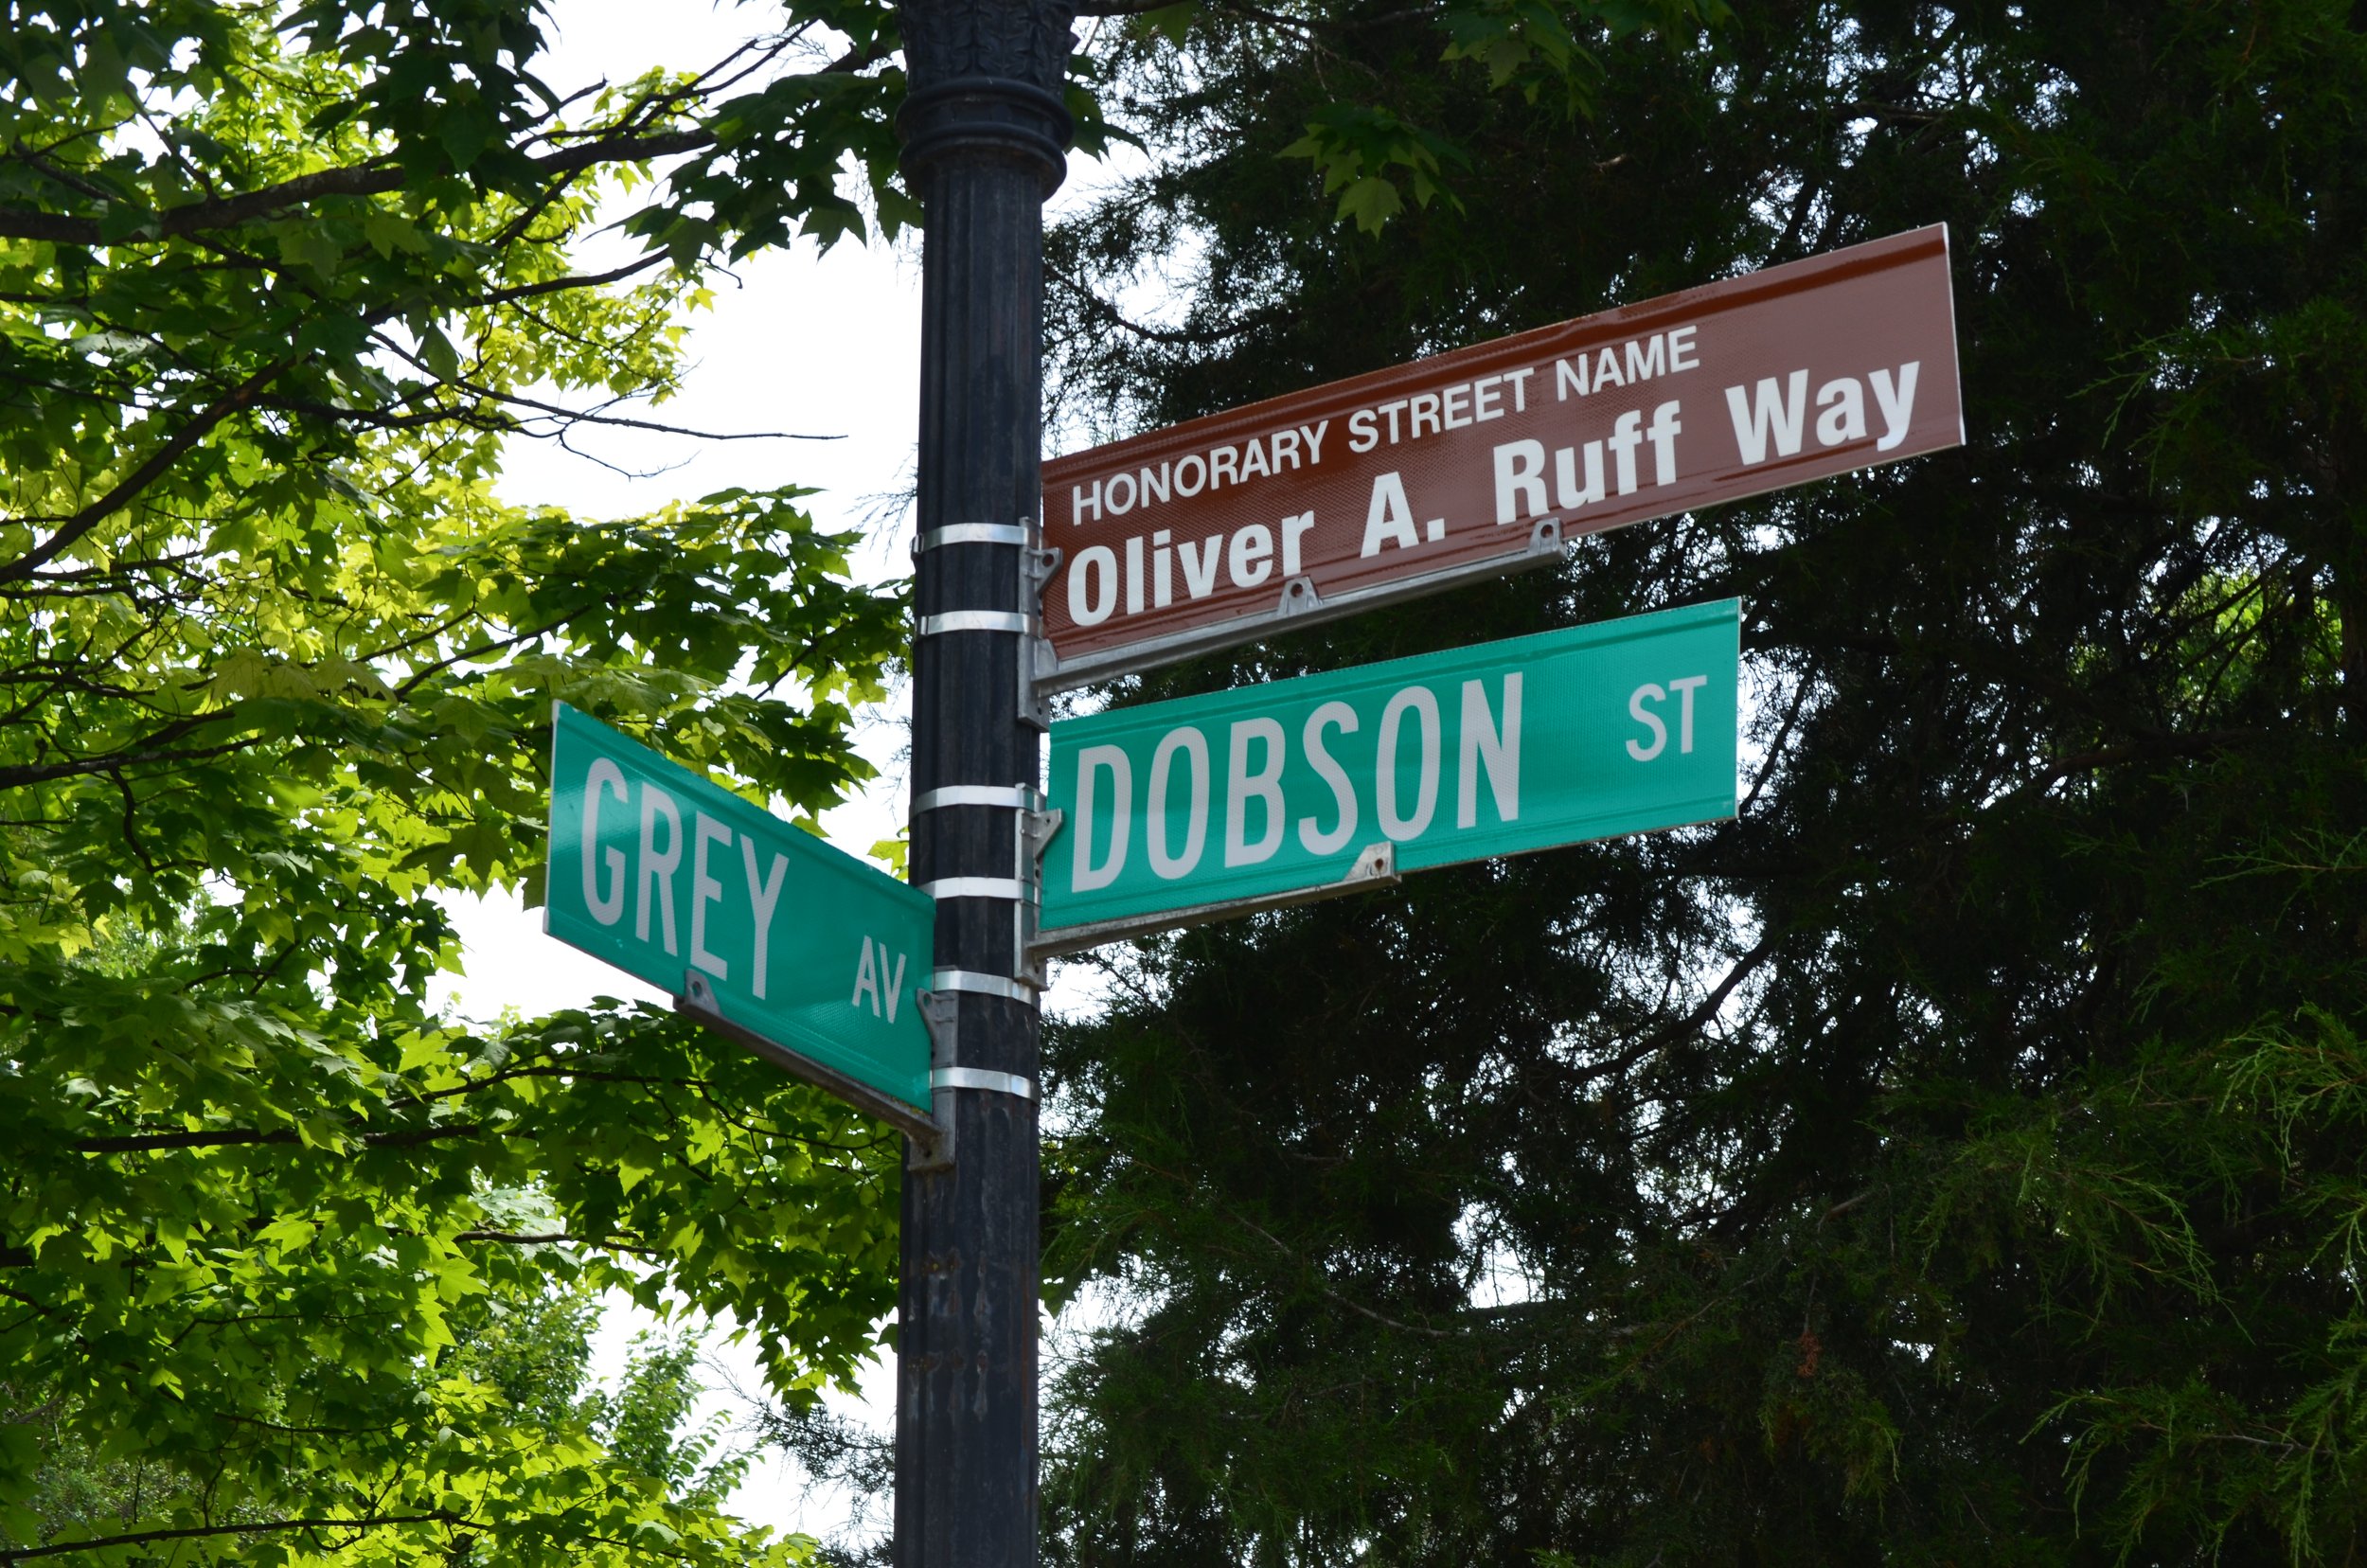 HONORARY STREET NAME
Oliver A. Ruff Way
DOBSON ST
GREY AV